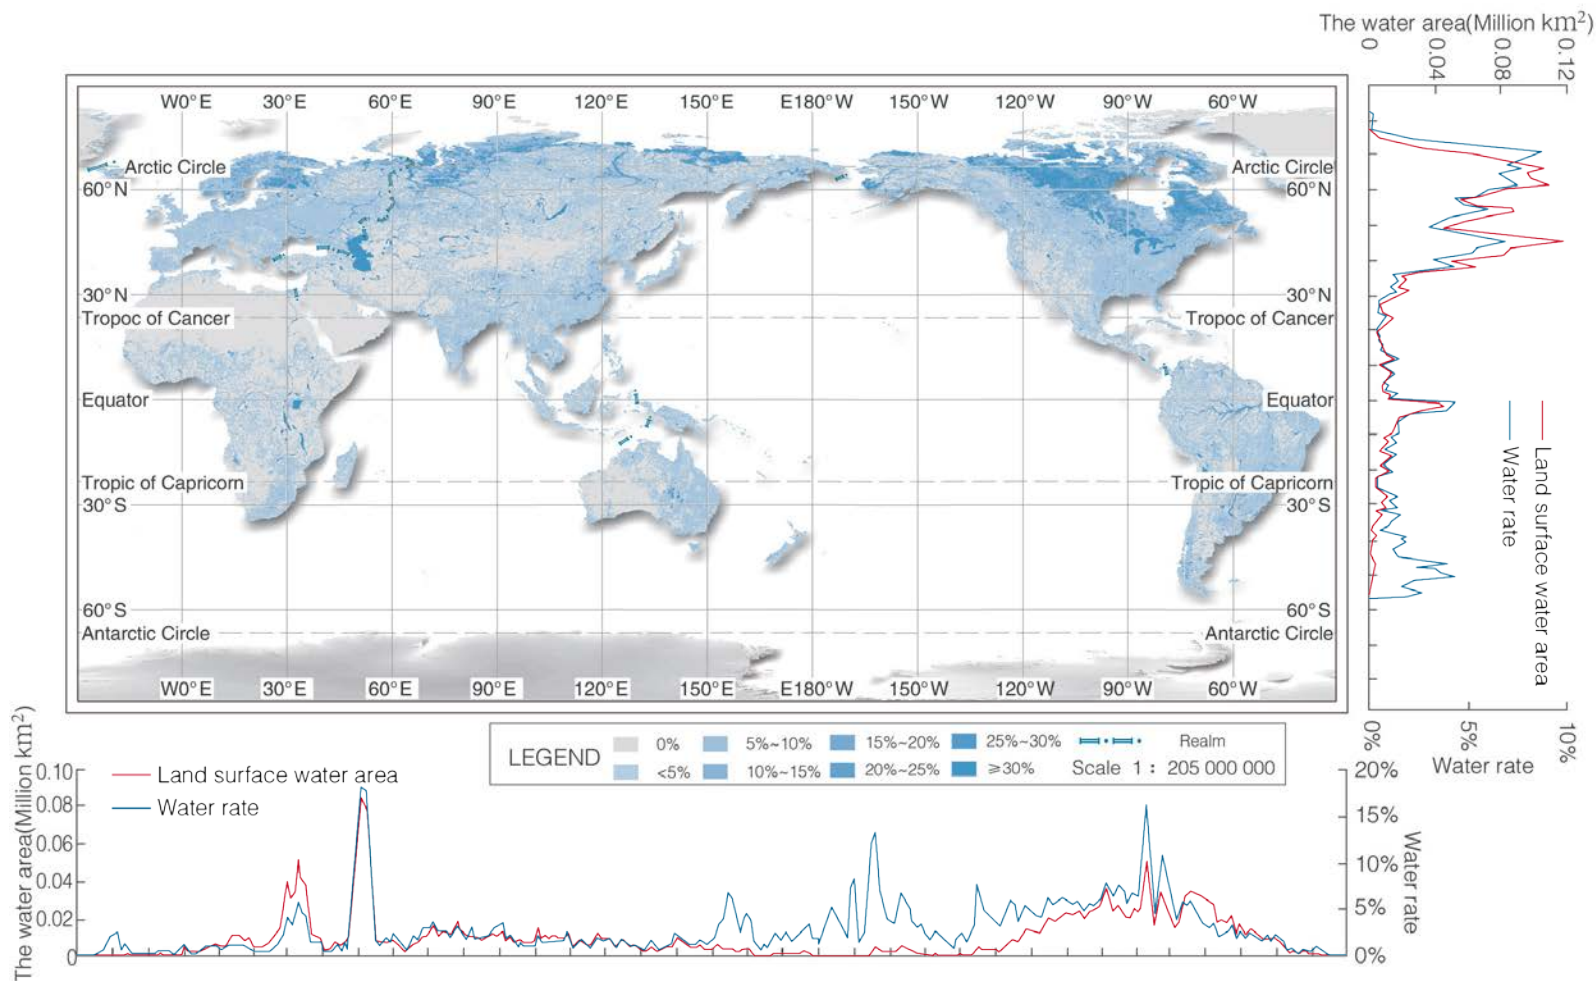 The water area(Million km²)
0 0.04 0.08 0.12
W0° E 30°E 60°E 90°E 120°E 150°E E180°W 150°W 120°W 90°W 60°W
Arctic Circle Arctic Circle
60°N 60°N
30°N 30°N
Tropoc of Cancer Tropoc of Cancer
Equator Equator
Tropic of Capricorn Tropic of Capricorn
30°S 30°S
60°S 60°S
Antarctic Circle Antarctic Circle
W0° E 30°E 60°E 90°E 120°E 150°E E180°W 150°W 120°W 90°W 60°W
Land surface water area
Water rate
0% 5% 10%
Water rate
LEGEND
0% 5%~10% 15%~20% 25%~30% Realm
<5% 10%~15% 20%~25% ≥30% Scale 1 : 205 000 000
The water area(Million km²)
0.10
0.08
0.06
0.04
0.02
0
Land surface water area
Water rate
20%
15%
10%
5%
0%
Water rate